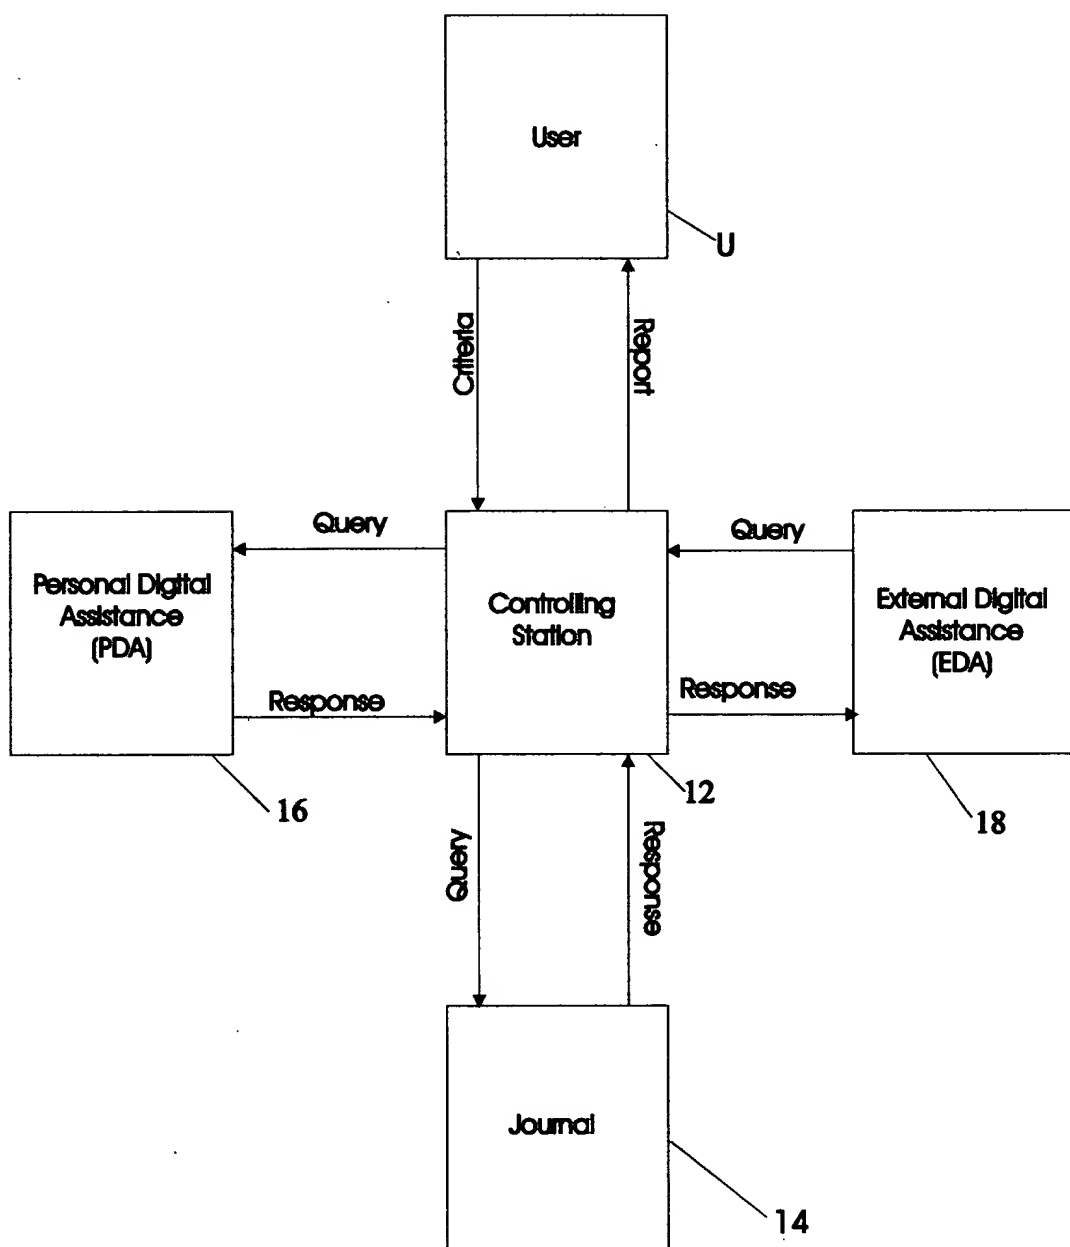 User
U
Criteria
Report
Query
Query
Personal Digital
Assistance
(PDA)
Controlling
Station
External Digital
Assistance
(EDA)
Response
Response
16
12
18
Query
Response
Journal
14